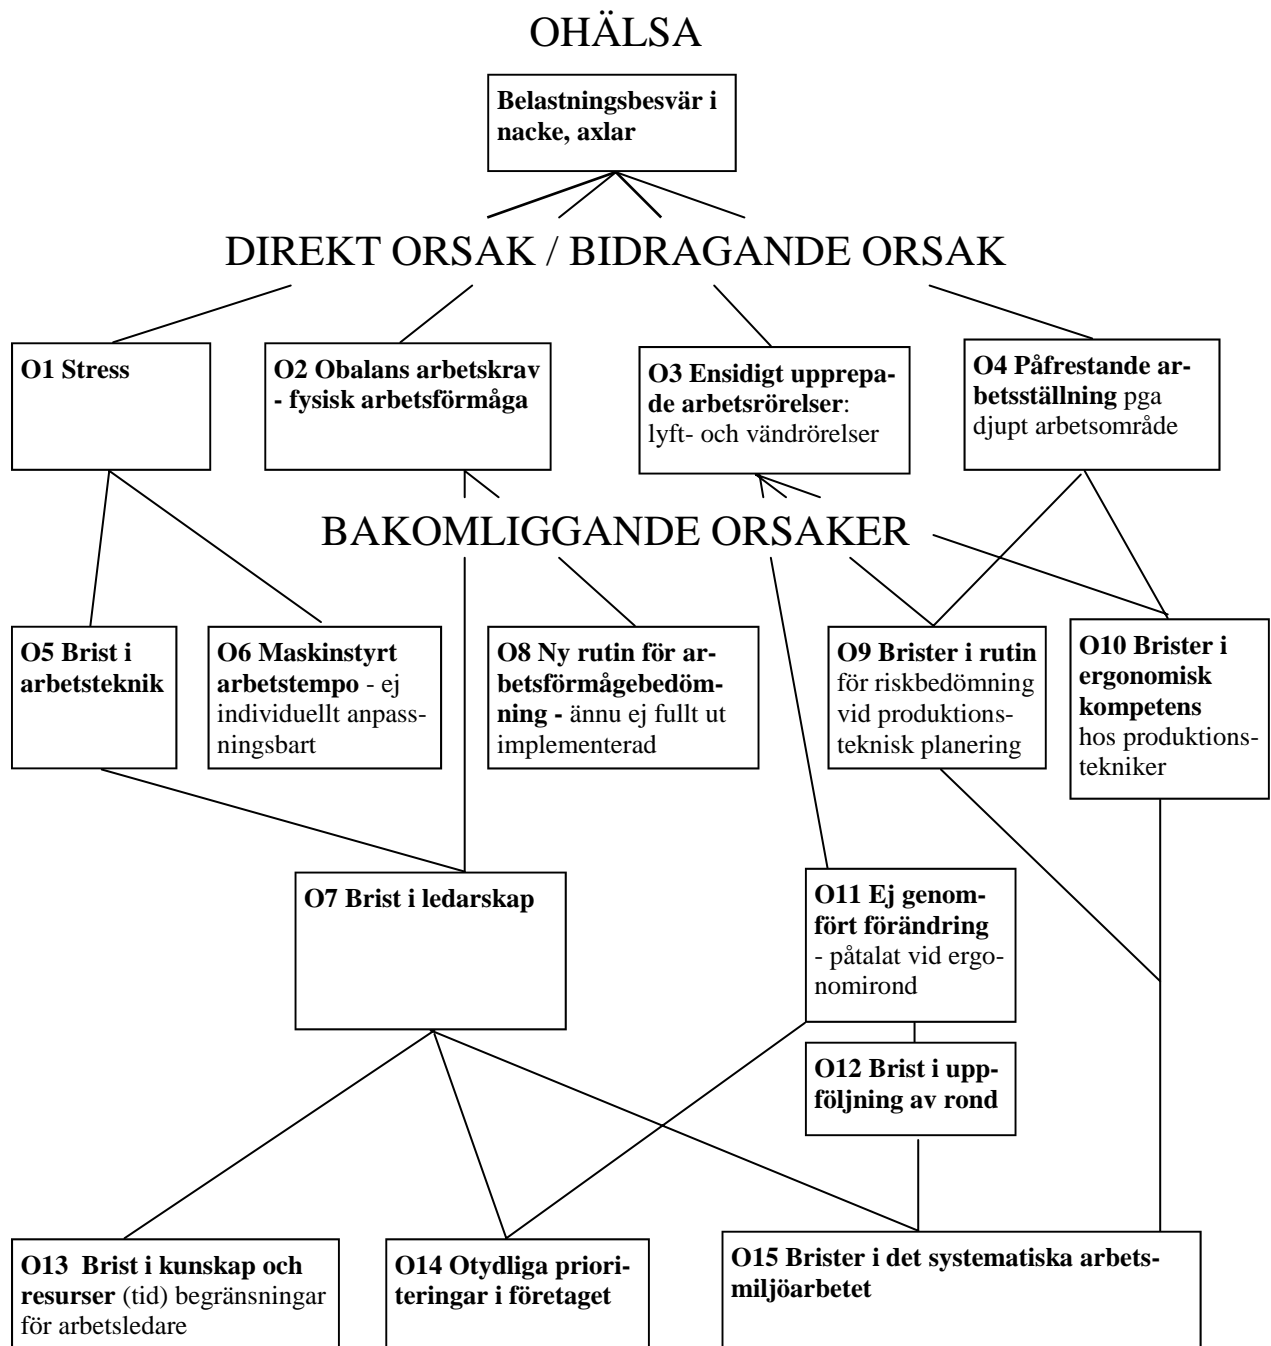 OHÄLSA
Belastningsbesvär i
nacke, axlar
DIREKT ORSAK / BIDRAGANDE ORSAK
O1 Stress
O2 Obalans arbetskrav
- fysisk arbetsförmåga
O3 Ensidigt upprepa-
de arbetsrörelser:
lyft- och vändrörelser
O4 Påfrestande ar-
betsställning pga
djupt arbetsområde
BAKOMLIGGANDE ORSAKER
O5 Brist i
arbetsteknik
O6 Maskinstyrt
arbetstempo - ej
individuellt anpass-
ningsbart
O8 Ny rutin för ar-
betsförmågebedöm-
ning - ännu ej fullt ut
implementerad
O9 Brister i rutin
för riskbedömning
vid produktions-
teknisk planering
O10 Brister i
ergonomisk
kompetens
hos produktions-
tekniker
O7 Brist i ledarskap
O11 Ej genom-
fört förändring
- påtalat vid ergo-
nomirond
O12 Brist i upp-
följning av rond
O13 Brist i kunskap och
resurser (tid) begränsningar
för arbetsledare
O14 Otydliga priori-
teringar i företaget
O15 Brister i det systematiska arbets-
miljöarbetet